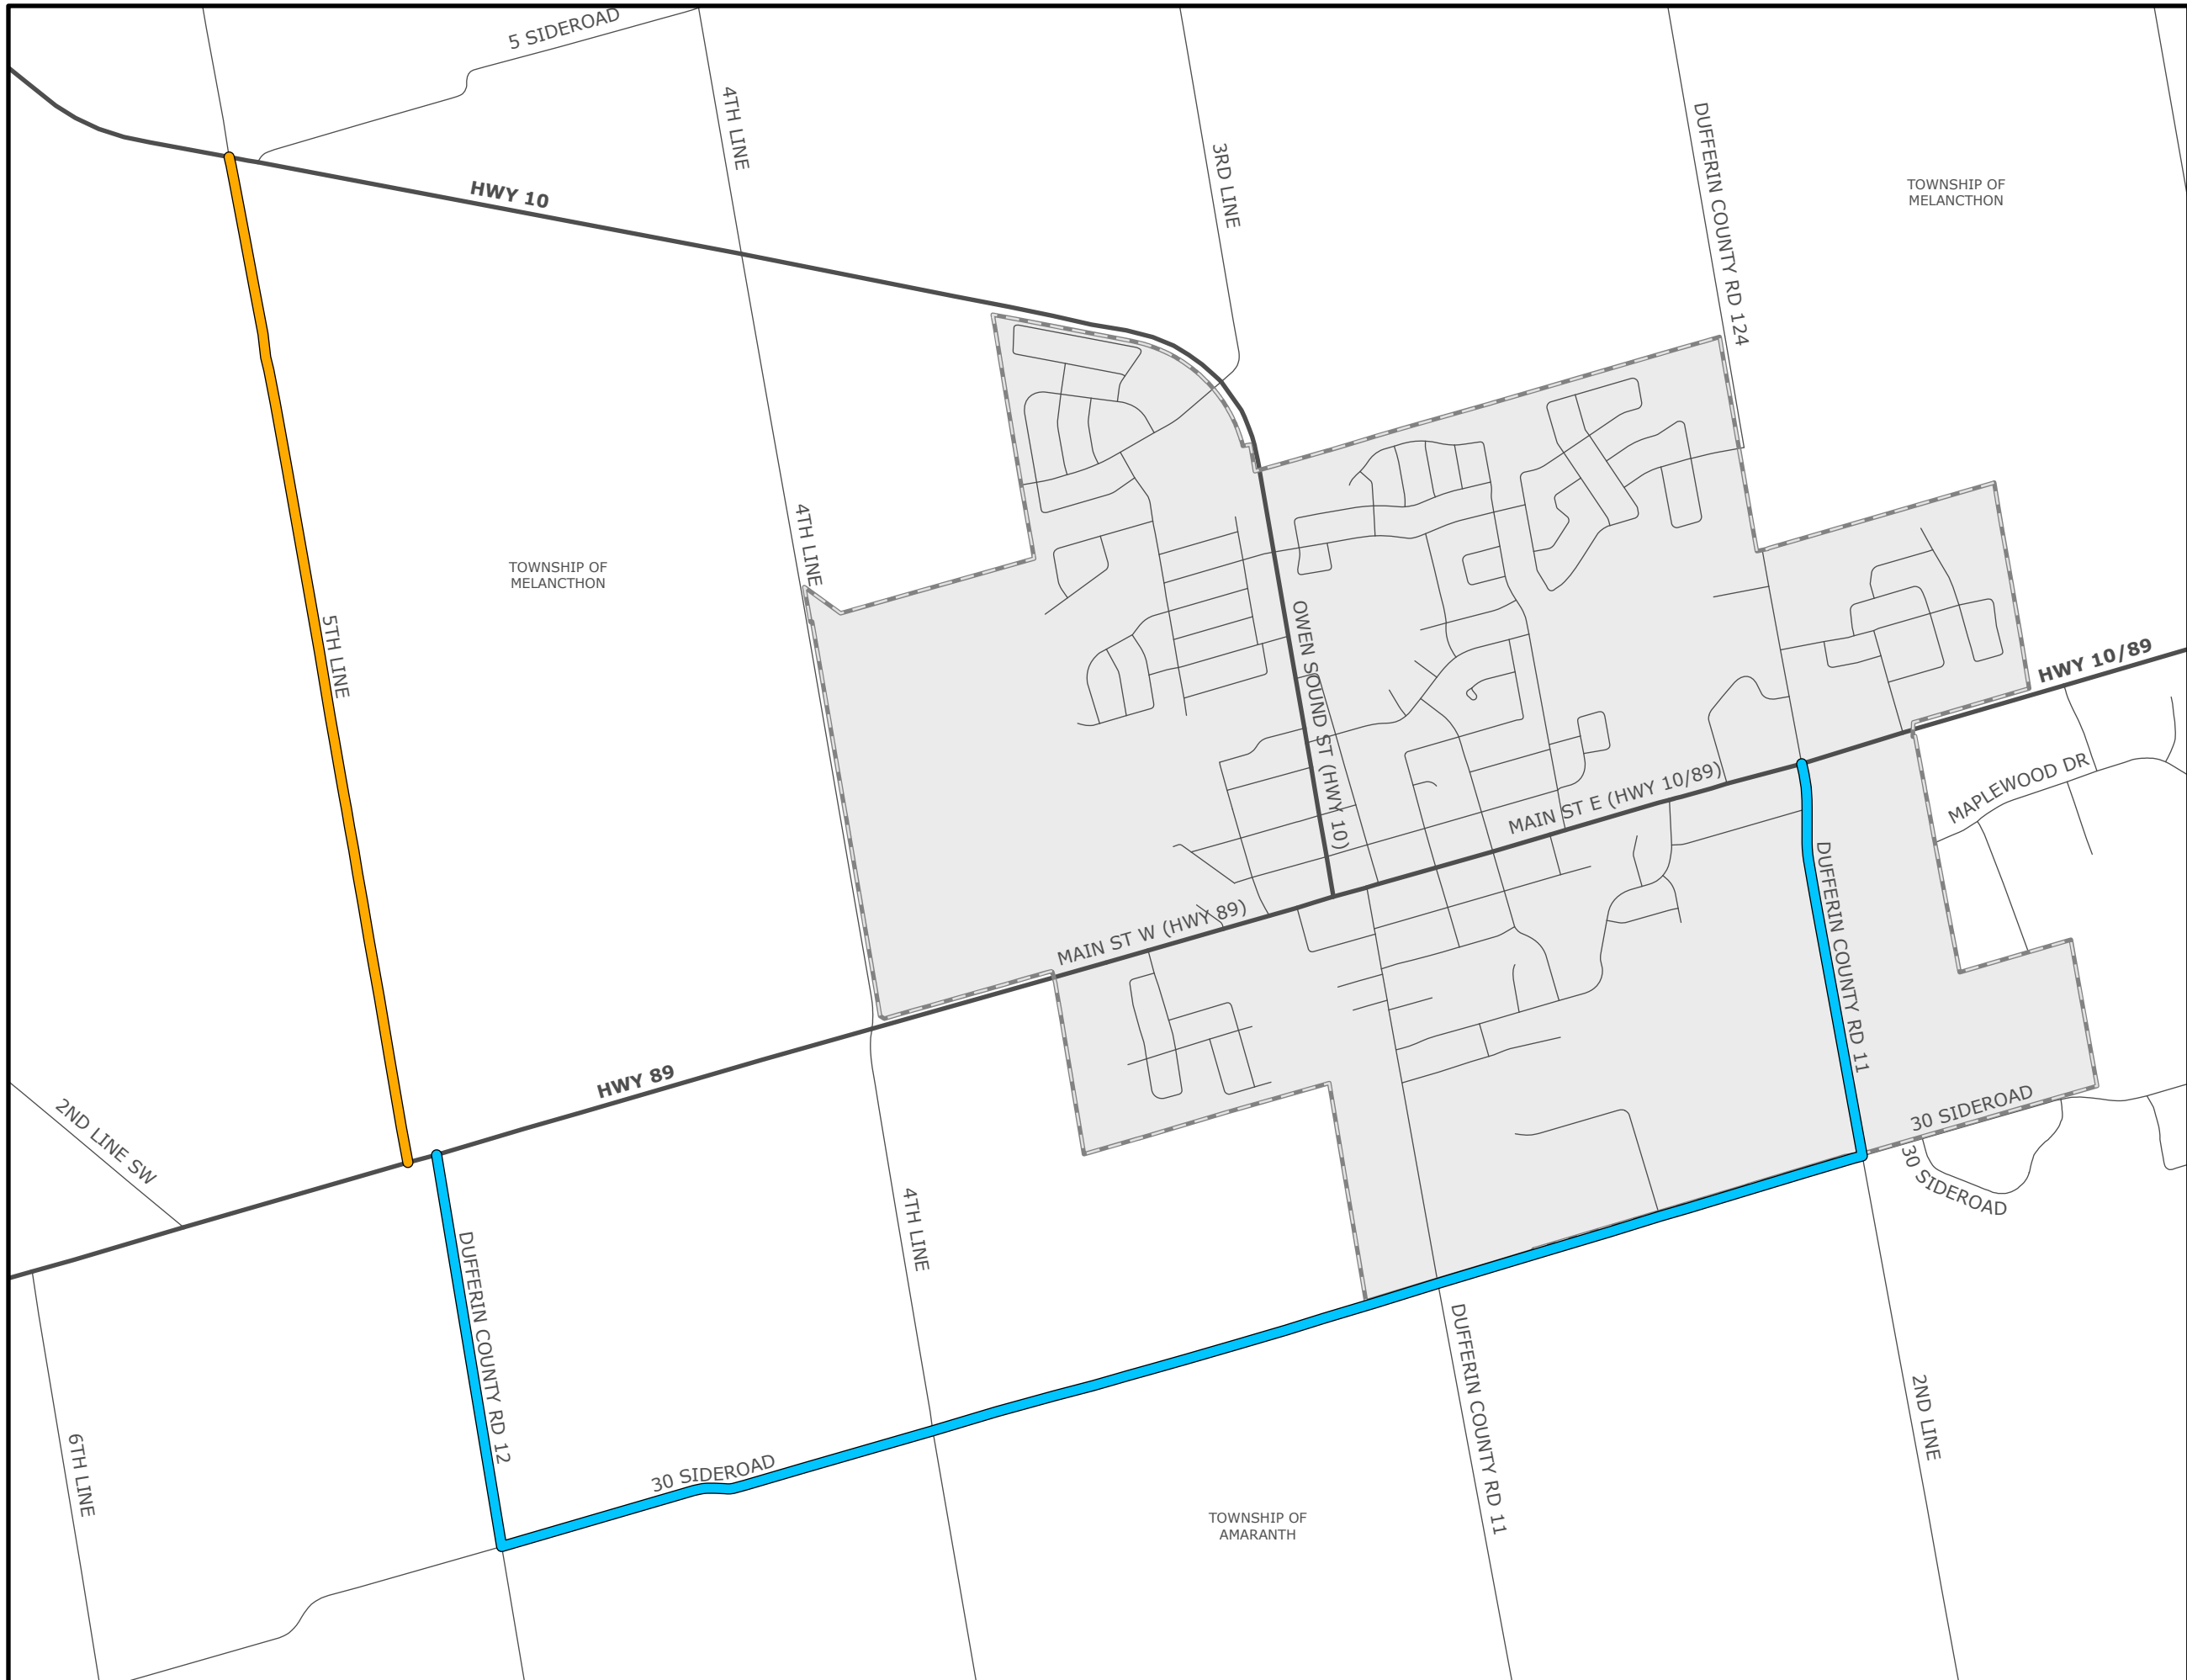 5 SIDEROAD
4TH LINE
3RD LINE
DUFFERIN COUNTY RD 124
TOWNSHIP OF
MELANCTHON
HWY 10
4TH LINE
TOWNSHIP OF
MELANCTHON
5TH LINE
OWEN SOUND ST (HWY 10)
HWY 10/89
MAPLEWOOD DR
MAIN ST E (HWY 10/89)
DUFFERIN COUNTY RD 11
MAIN ST W (HWY 89)
HWY 89
2ND LINE SW
30 SIDEROAD
30 SIDEROAD
4TH LINE
DUFFERIN COUNTY RD 12
DUFFERIN COUNTY RD 11
2ND LINE
6TH LINE
30 SIDEROAD
TOWNSHIP OF
AMARANTH